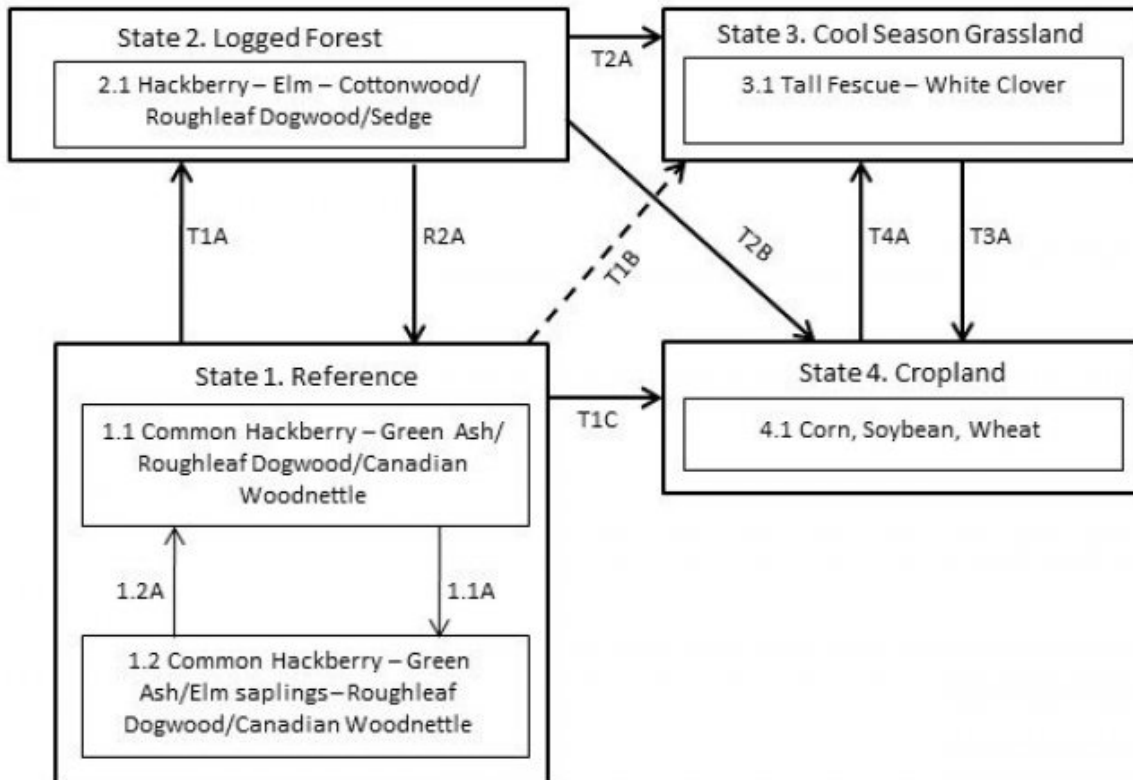 State 2. Logged Forest
2.1 Hackberry – Elm – Cottonwood/
Roughleaf Dogwood/Sedge
T2A
State 3. Cool Season Grassland
3.1 Tall Fescue – White Clover
T1A
R2A
T1B
T2B
T4A
T3A
State 1. Reference
1.1 Common Hackberry – Green Ash/
Roughleaf Dogwood/Canadian
Woodnettle
1.2A
1.1A
1.2 Common Hackberry – Green
Ash/Elm saplings – Roughleaf
Dogwood/Canadian Woodnettle
T1C
State 4. Cropland
4.1 Corn, Soybean, Wheat